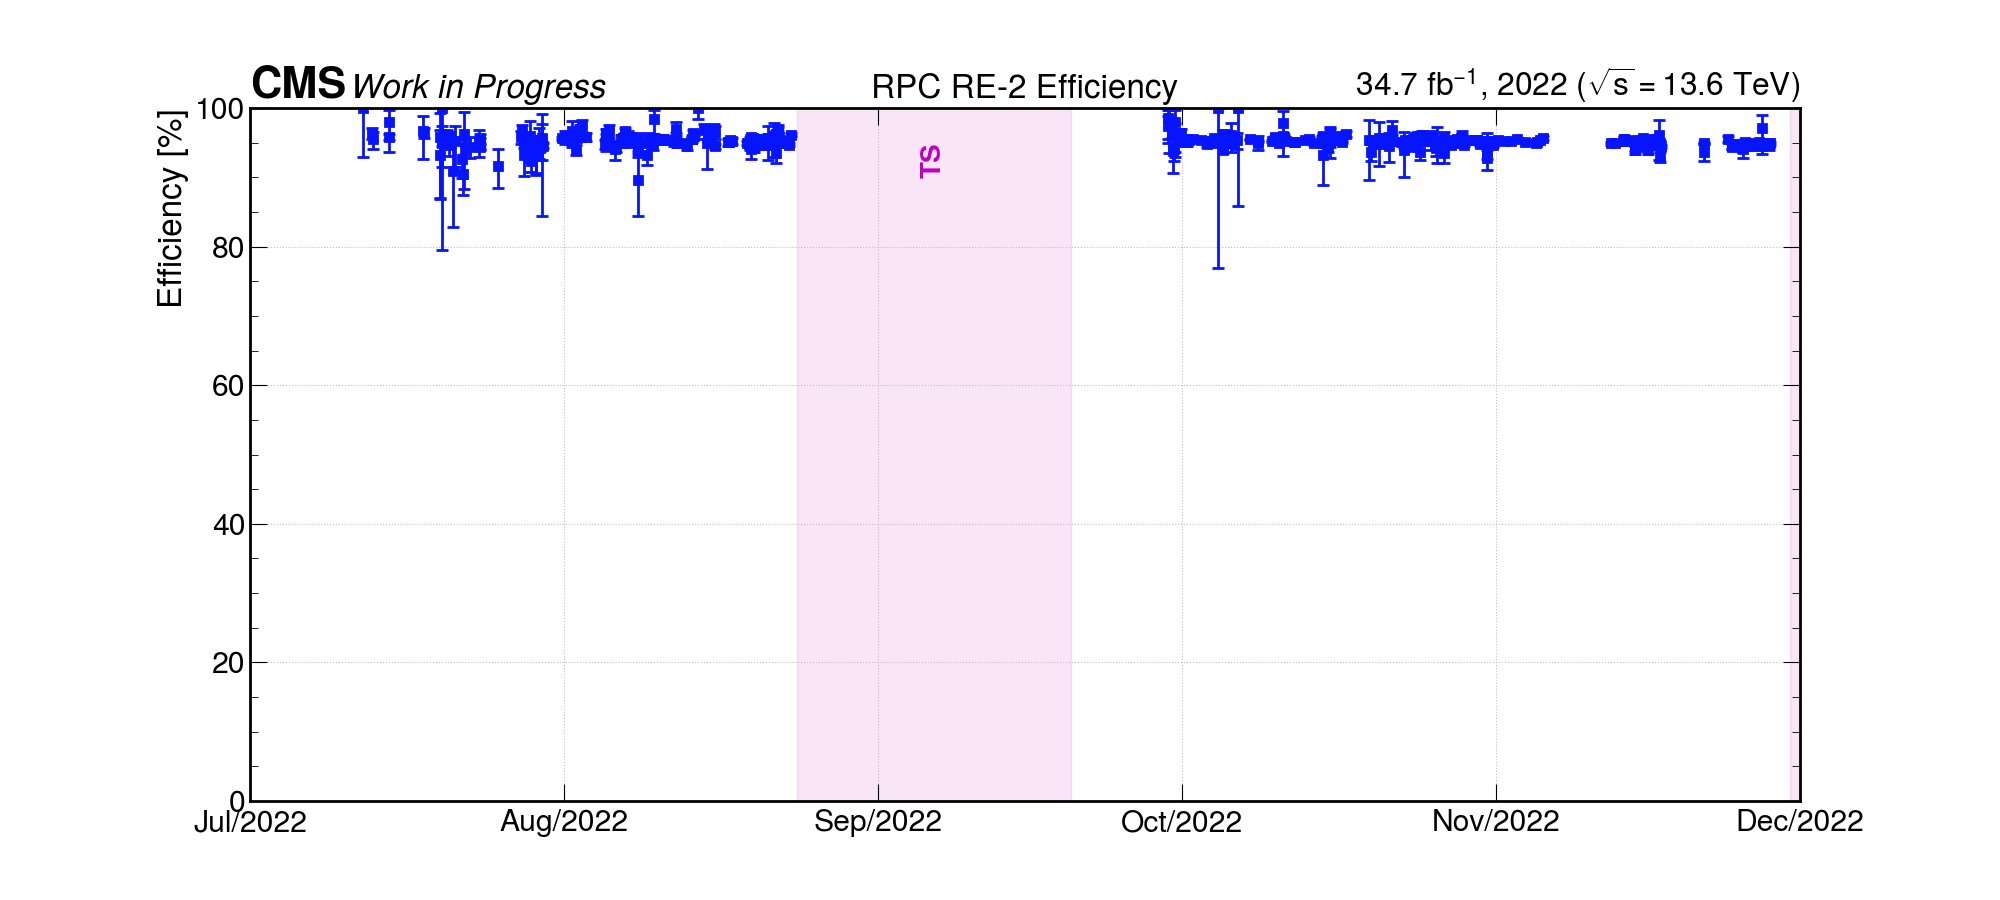 CMS Work in Progress RPC RE-2 Efficiency 34.7 fb⁻¹, 2022 (√s = 13.6 TeV)
Efficiency [%]
100
80
60
40
20
0
TS
Jul/2022 Aug/2022 Sep/2022 Oct/2022 Nov/2022 Dec/2022